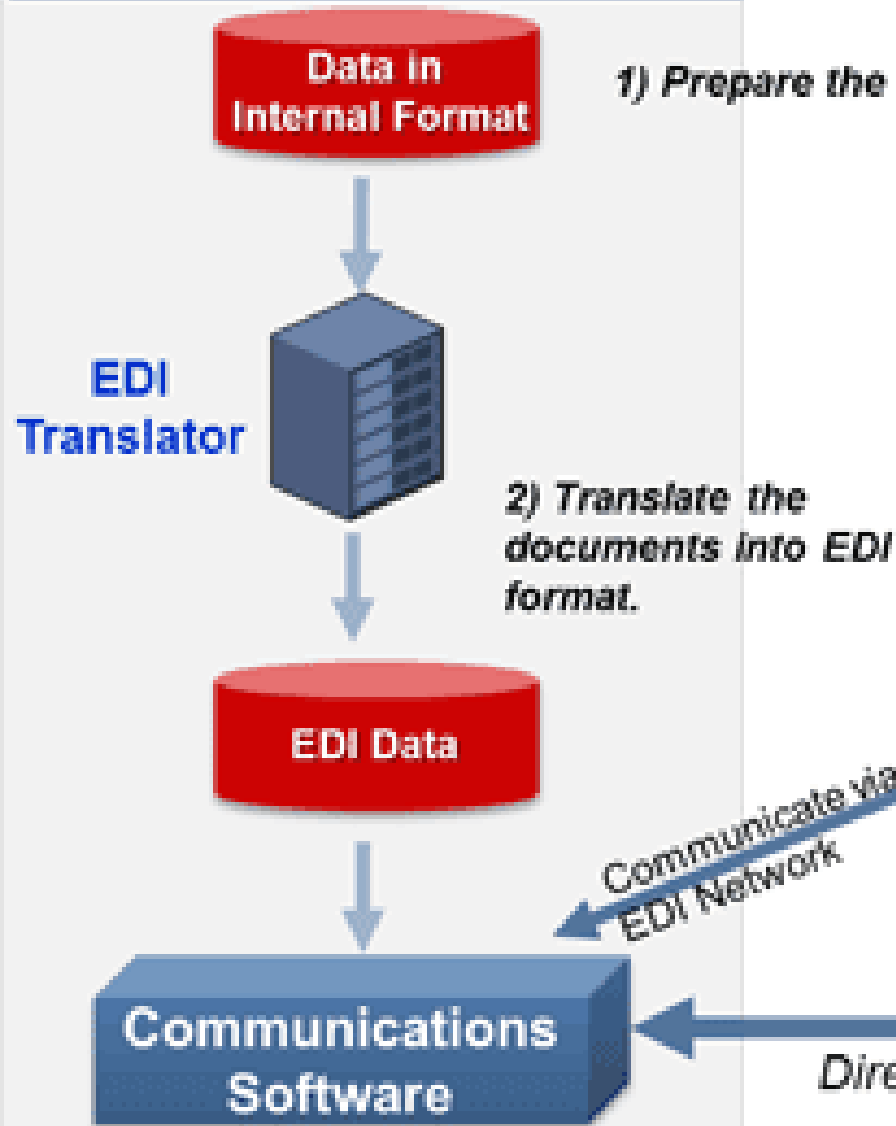 Data in
Internal Format
1) Prepare the
EDI
Translator
2) Translate the
documents into EDI
format.
EDI Data
Communicate via
EDI Network
Communications
Software